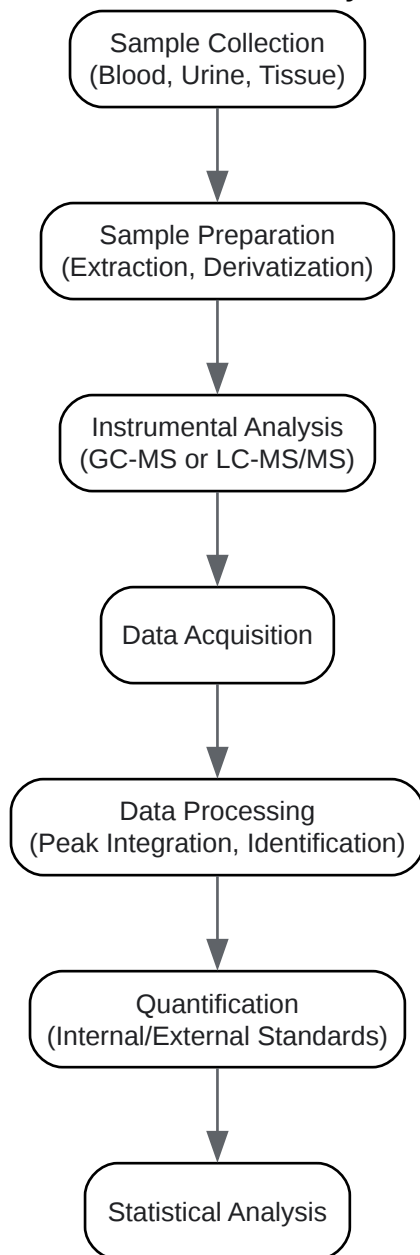 Sample Collection
(Blood, Urine, Tissue)
Sample Preparation
(Extraction, Derivatization)
Instrumental Analysis
(GC-MS or LC-MS/MS)
Data Acquisition
Data Processing
(Peak Integration, Identification)
Quantification
(Internal/External Standards)
Statistical Analysis